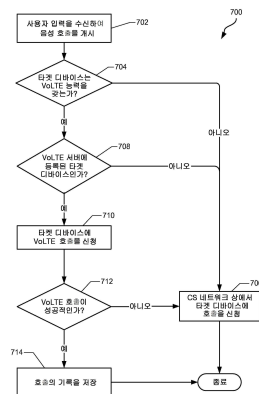 사용자 입력을 수신하여
음성 호출를 개시
702
700
704
타겟 디바이스는
VoLTE 능력을
갖는가?
아니오
예
708
VoLTE 서버에
등록된 타겟
디바이스인가?
아니오
예
710
타켓 디바이스에
VoLTE 호출를 신청
712
VoLTE 호출이
성공적인가?
아니오
CS 네트워크 상에서
타겟 디바이스에
호출을 신청
예
714
호출의 기록을 저장
종료